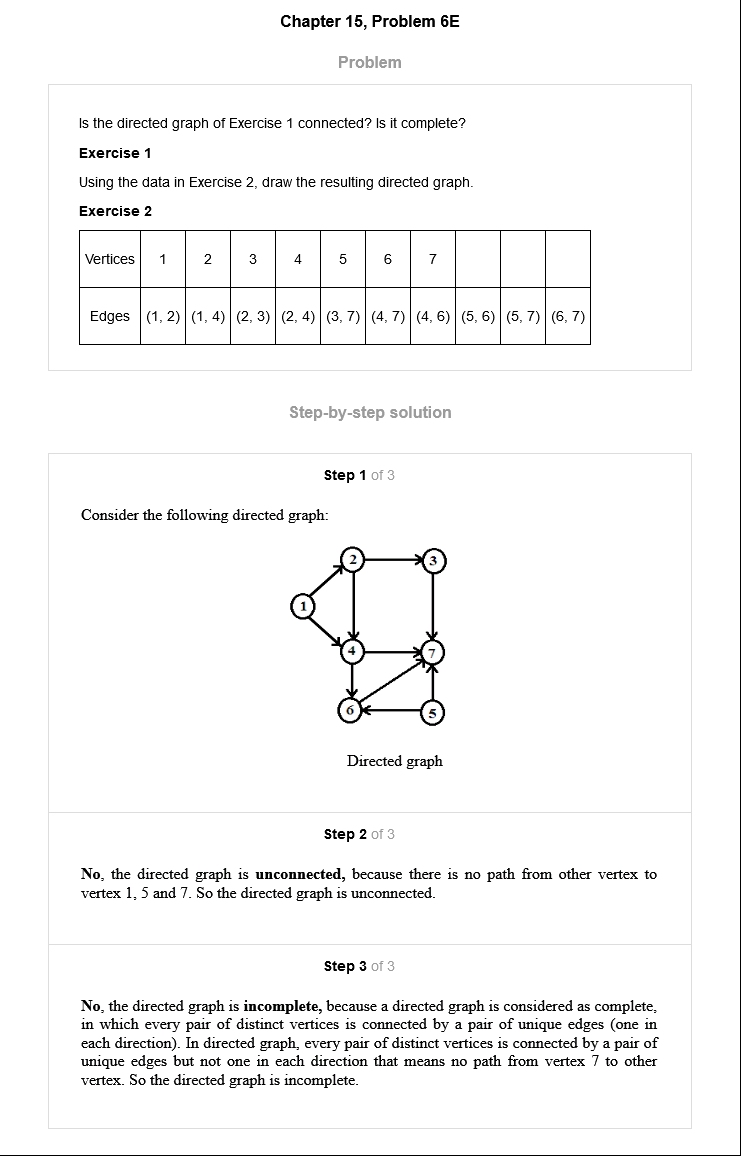 Chapter 15, Problem 6E
Problem
Is the directed graph of Exercise 1 connected? Is it complete?
Exercise 1
Using the data in Exercise 2, draw the resulting directed graph.
Exercise 2
Vertices 1 2 3 4 5 6 7
Edges (1, 2) (1, 4) (2, 3) (2, 4) (3, 7) (4, 7) (4, 6) (5, 6) (5, 7) (6, 7)
Step-by-step solution
Step 1 of 3
Consider the following directed graph:
2 3
1
4 7
6 5
Directed graph
Step 2 of 3
No, the directed graph is unconnected, because there is no path from other vertex to
vertex 1, 5 and 7. So the directed graph is unconnected.
Step 3 of 3
No, the directed graph is incomplete, because a directed graph is considered as complete,
in which every pair of distinct vertices is connected by a pair of unique edges (one in
each direction). In directed graph, every pair of distinct vertices is connected by a pair of
unique edges but not one in each direction that means no path from vertex 7 to other
vertex. So the directed graph is incomplete.